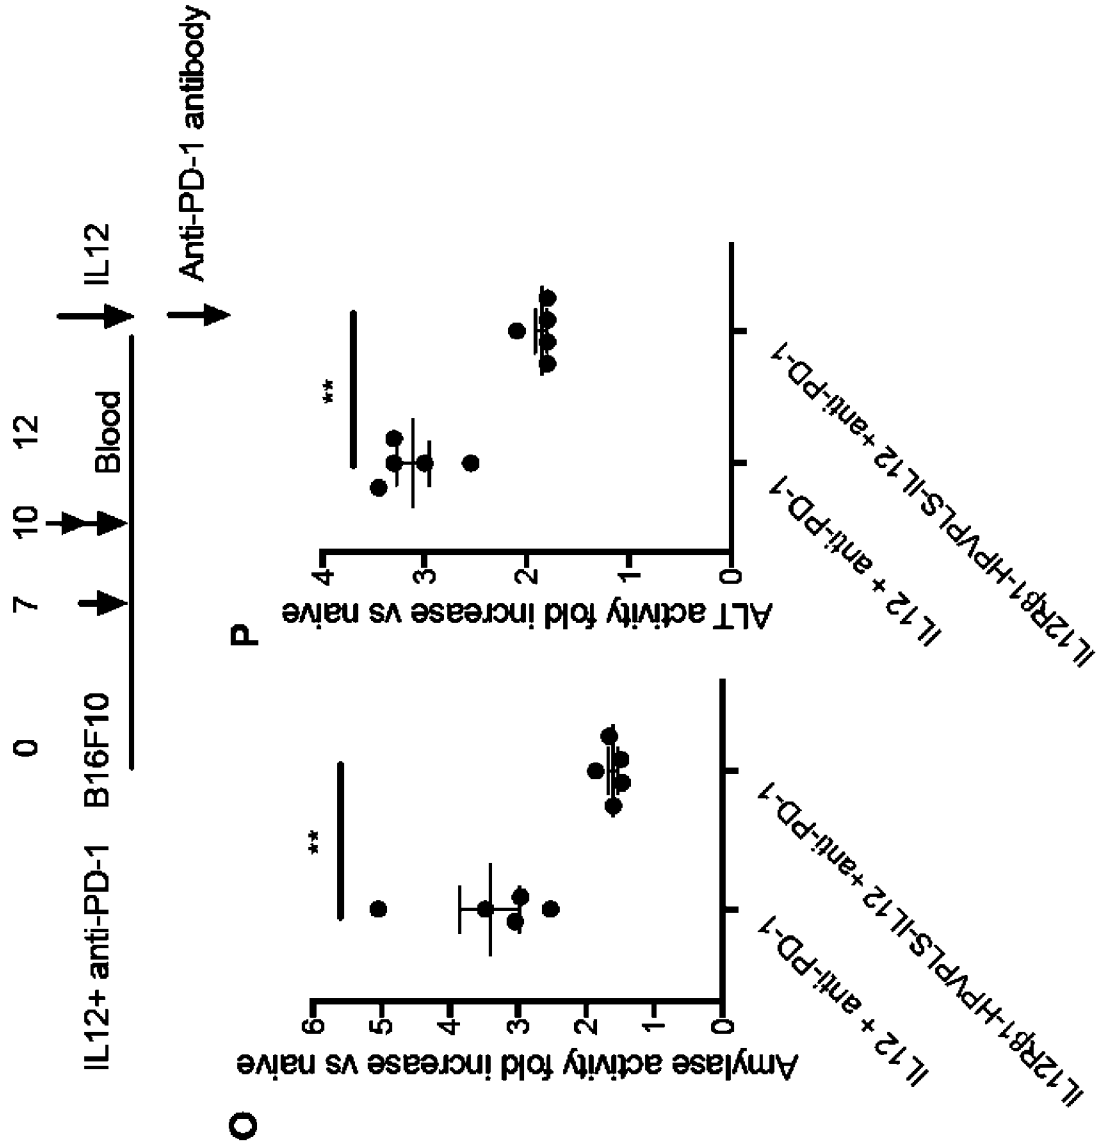 0 7 10 12
IL12+ anti-PD-1 B16F10 Blood IL12
Anti-PD-1 antibody
O
Amylase activity fold increase vs naive
6
5
4
3
2
1
0
**
IL12 + anti-PD-1
IL12Rβ1-HPVPLS-IL12 +anti-PD-1
P
ALT activity fold increase vs naive
4
3
2
1
0
**
IL12 + anti-PD-1
IL12Rβ1-HPVPLS-IL12 +anti-PD-1